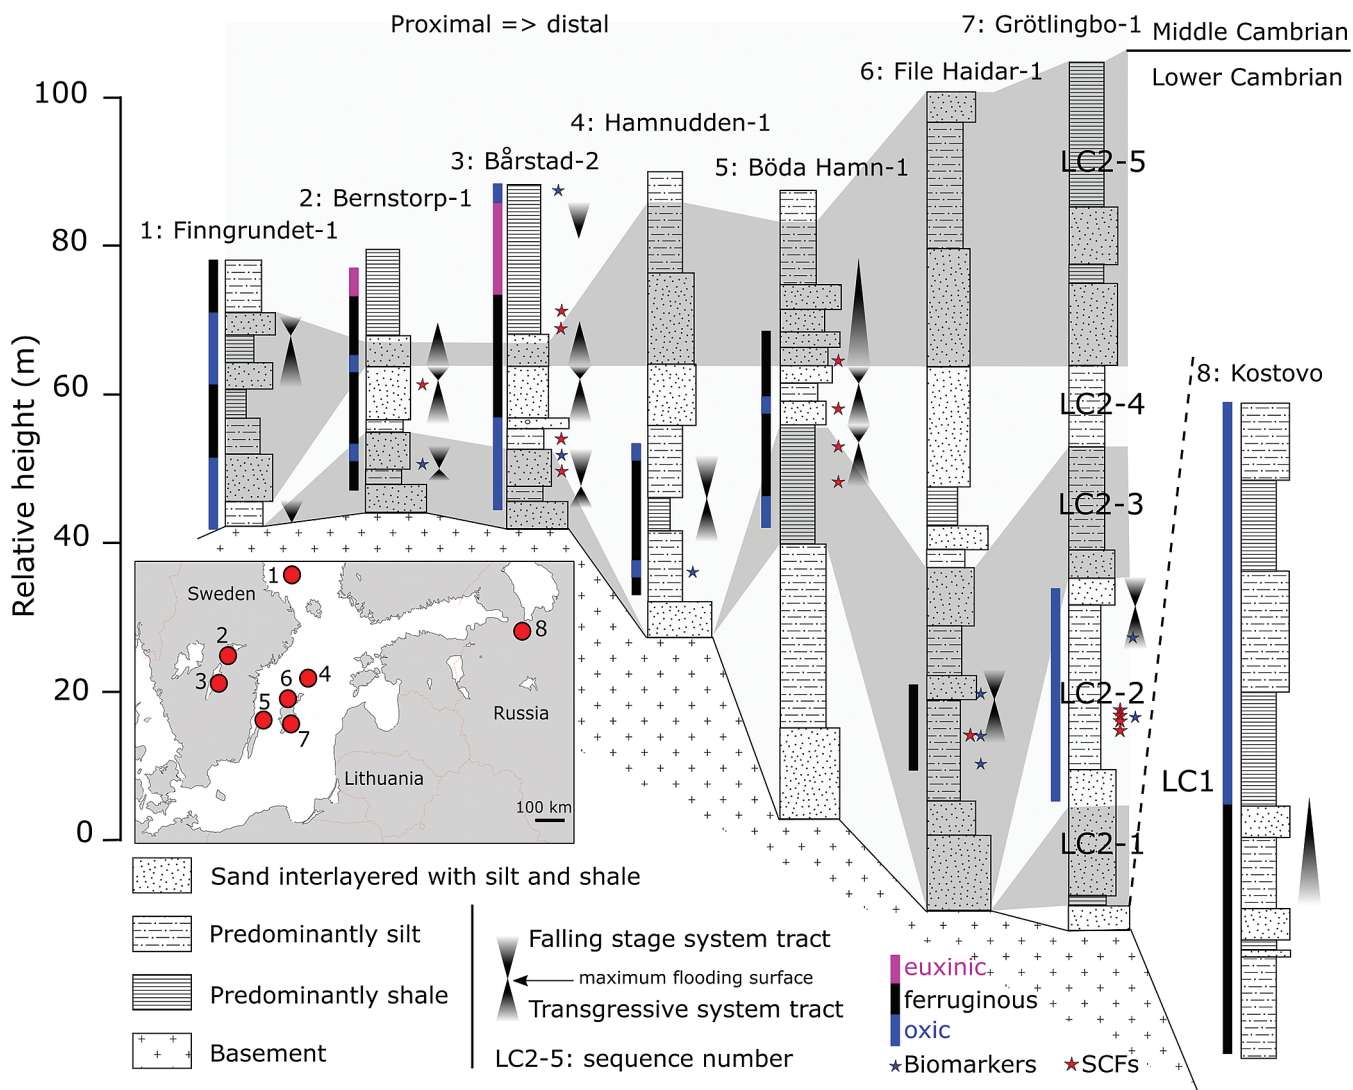 Proximal => distal
7: Grötlingbo-1
Middle Cambrian
Lower Cambrian
6: File Haidar-1
100
4: Hamnudden-1
3: Bårstad-2
5: Böda Hamn-1
LC2-5
2: Bernstorp-1
1: Finngrundet-1
80
Relative height (m)
8: Kostovo
60
LC2-4
LC2-3
40
1
Sweden
2
8
3
6
4
5
7
Russia
Lithuania
100 km
20
LC2-2
LC1
0
LC2-1
Sand interlayered with silt and shale
Predominantly silt
Predominantly shale
Basement
Falling stage system tract
maximum flooding surface
Transgressive system tract
LC2-5: sequence number
euxinic
ferruginous
oxic
Biomarkers
SCFs